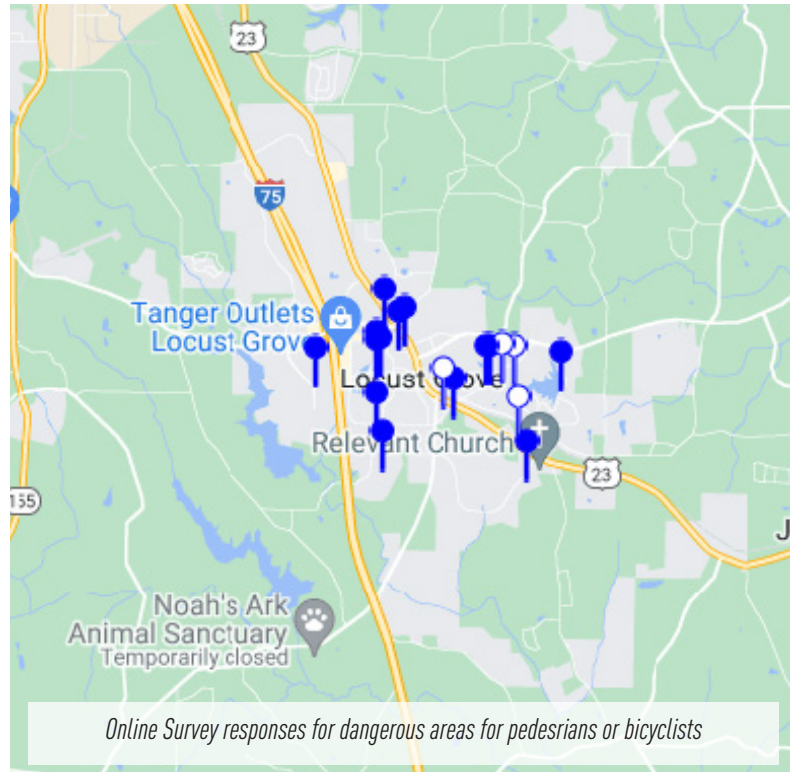 23
75
Tanger Outlets
Locust Grove
Locust Grove
Relevant Church
23
155
J
Noah's Ark
Animal Sanctuary
Temporarily closed
Online Survey responses for dangerous areas for pedesrians or bicyclists